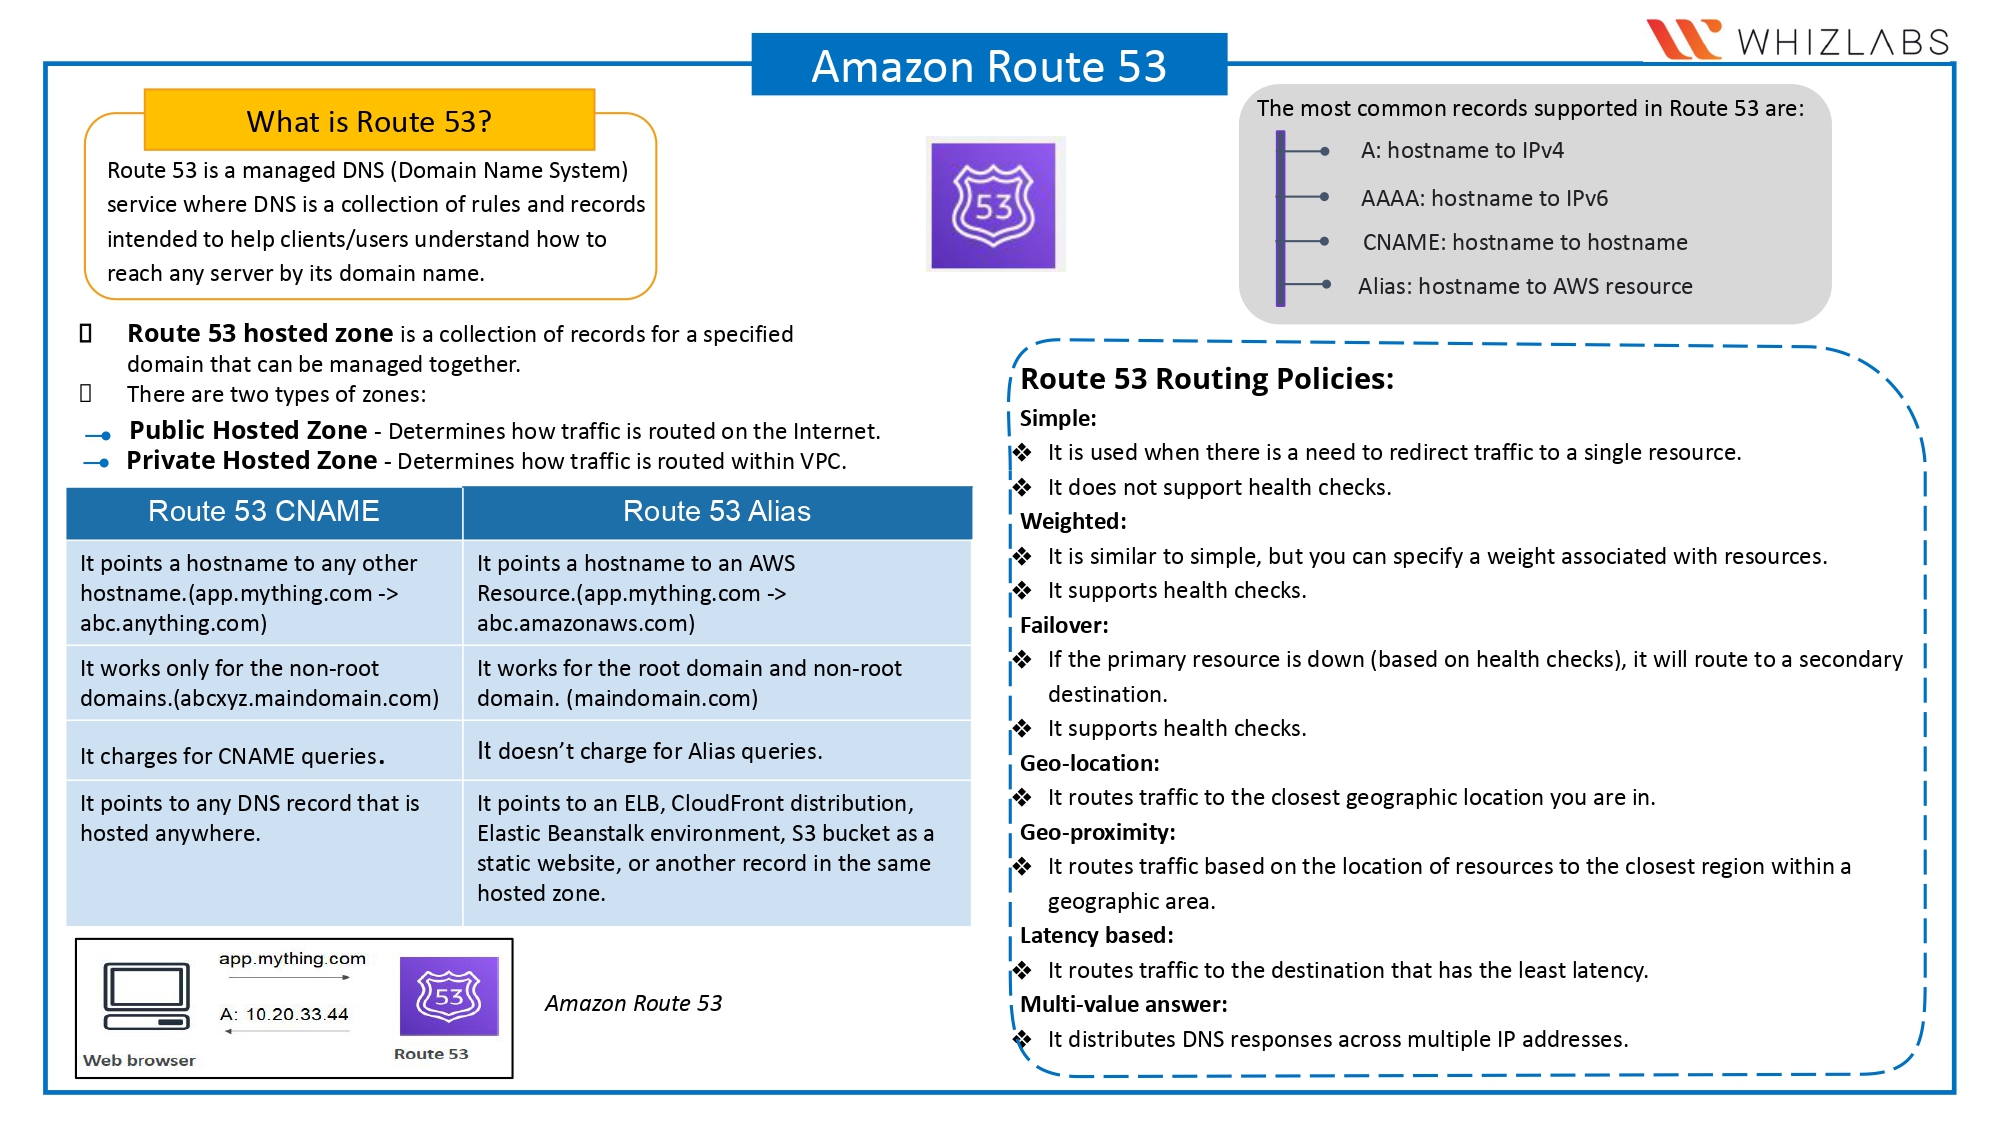 Amazon Route 53
WHIZLABS
What is Route 53?
Route 53 is a managed DNS (Domain Name System)
service where DNS is a collection of rules and records
intended to help clients/users understand how to
reach any server by its domain name.
53
The most common records supported in Route 53 are:
A: hostname to IPv4
AAAA: hostname to IPv6
CNAME: hostname to hostname
Alias: hostname to AWS resource
Route 53 hosted zone is a collection of records for a specified
domain that can be managed together.
There are two types of zones:
Public Hosted Zone - Determines how traffic is routed on the Internet.
Private Hosted Zone - Determines how traffic is routed within VPC.
Route 53 CNAME
Route 53 Alias
It points a hostname to any other
hostname.(app.mything.com ->
abc.anything.com)
It points a hostname to an AWS
Resource.(app.mything.com ->
abc.amazonaws.com)
It works only for the non-root
domains.(abcxyz.maindomain.com)
It works for the root domain and non-root
domain. (maindomain.com)
It charges for CNAME queries.
It doesn’t charge for Alias queries.
It points to any DNS record that is
hosted anywhere.
It points to an ELB, CloudFront distribution,
Elastic Beanstalk environment, S3 bucket as a
static website, or another record in the same
hosted zone.
app.mything.com
A: 10.20.33.44
Web browser
53
Route 53
Amazon Route 53
Route 53 Routing Policies:
Simple:
❖ It is used when there is a need to redirect traffic to a single resource.
❖ It does not support health checks.
Weighted:
❖ It is similar to simple, but you can specify a weight associated with resources.
❖ It supports health checks.
Failover:
❖ If the primary resource is down (based on health checks), it will route to a secondary
destination.
❖ It supports health checks.
Geo-location:
❖ It routes traffic to the closest geographic location you are in.
Geo-proximity:
❖ It routes traffic based on the location of resources to the closest region within a
geographic area.
Latency based:
❖ It routes traffic to the destination that has the least latency.
Multi-value answer:
❖ It distributes DNS responses across multiple IP addresses.